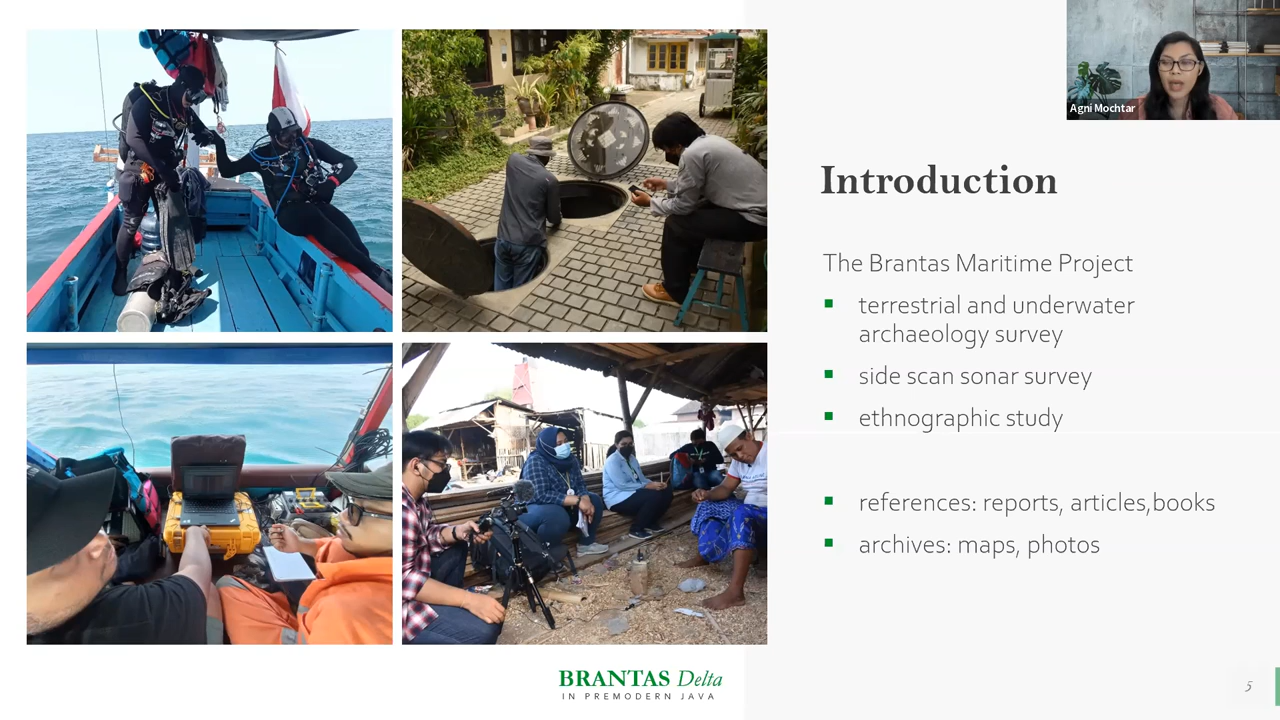 Agni Mochtar
Introduction
The Brantas Maritime Project
terrestrial and underwater
archaeology survey
side scan sonar survey
ethnographic study
references: reports, articles,books
archives: maps, photos
BRANTAS Delta
IN PREMODERN JAVA
5